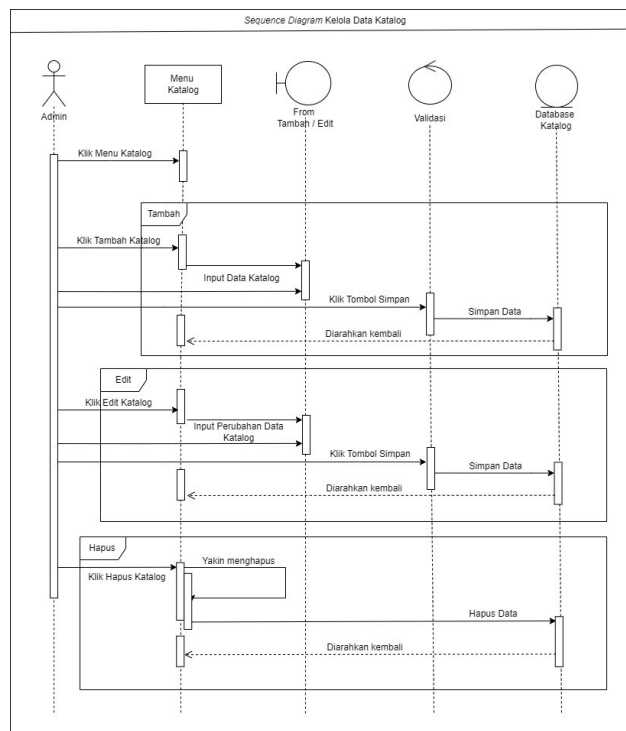 Sequence Diagram Kelola Data Katalog
Menu
Katalog
Admin
From
Tambah / Edit
Validasi
Database
Katalog
Klik Menu Katalog
Tambah
Klik Tambah Katalog
Input Data Katalog
Klik Tombol Simpan
Simpan Data
Diarahkan kembali
Edit
Klik Edit Katalog
Input Perubahan Data
Katalog
Klik Tombol Simpan
Simpan Data
Diarahkan kembali
Hapus
Yakin menghapus
Klik Hapus Katalog
Hapus Data
Diarahkan kembali